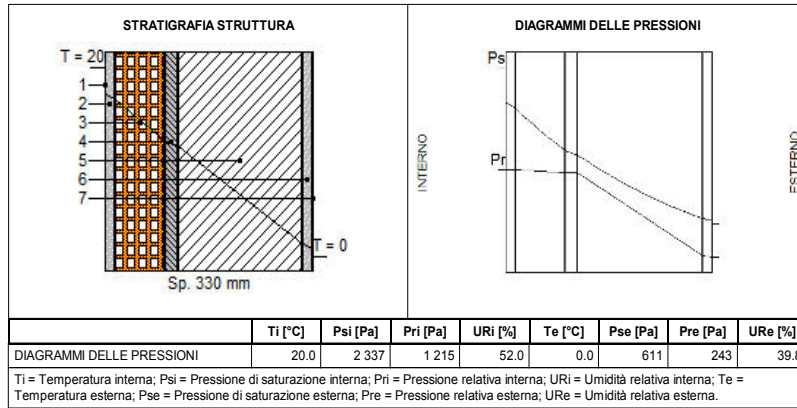 STRATIGRAFIA STRUTTURA
T = 20
1
2
3
4
5
6
7
T = 0
Sp. 330 mm
DIAGRAMMI DELLE PRESSIONI
Ps
Pr
INTERNO
ESTERNO
Ti [°C] Psi [Pa] Pri [Pa] URi [%] Te [°C] Pse [Pa] Pre [Pa] URe [%]
DIAGRAMMI DELLE PRESSIONI 20.0 2 337 1 215 52.0 0.0 611 243 39.8
Ti = Temperatura interna; Psi = Pressione di saturazione interna; Pri = Pressione relativa interna; URi = Umidità relativa interna; Te =
Temperatura esterna; Pse = Pressione di saturazione esterna; Pre = Pressione relativa esterna; URe = Umidità relativa esterna.